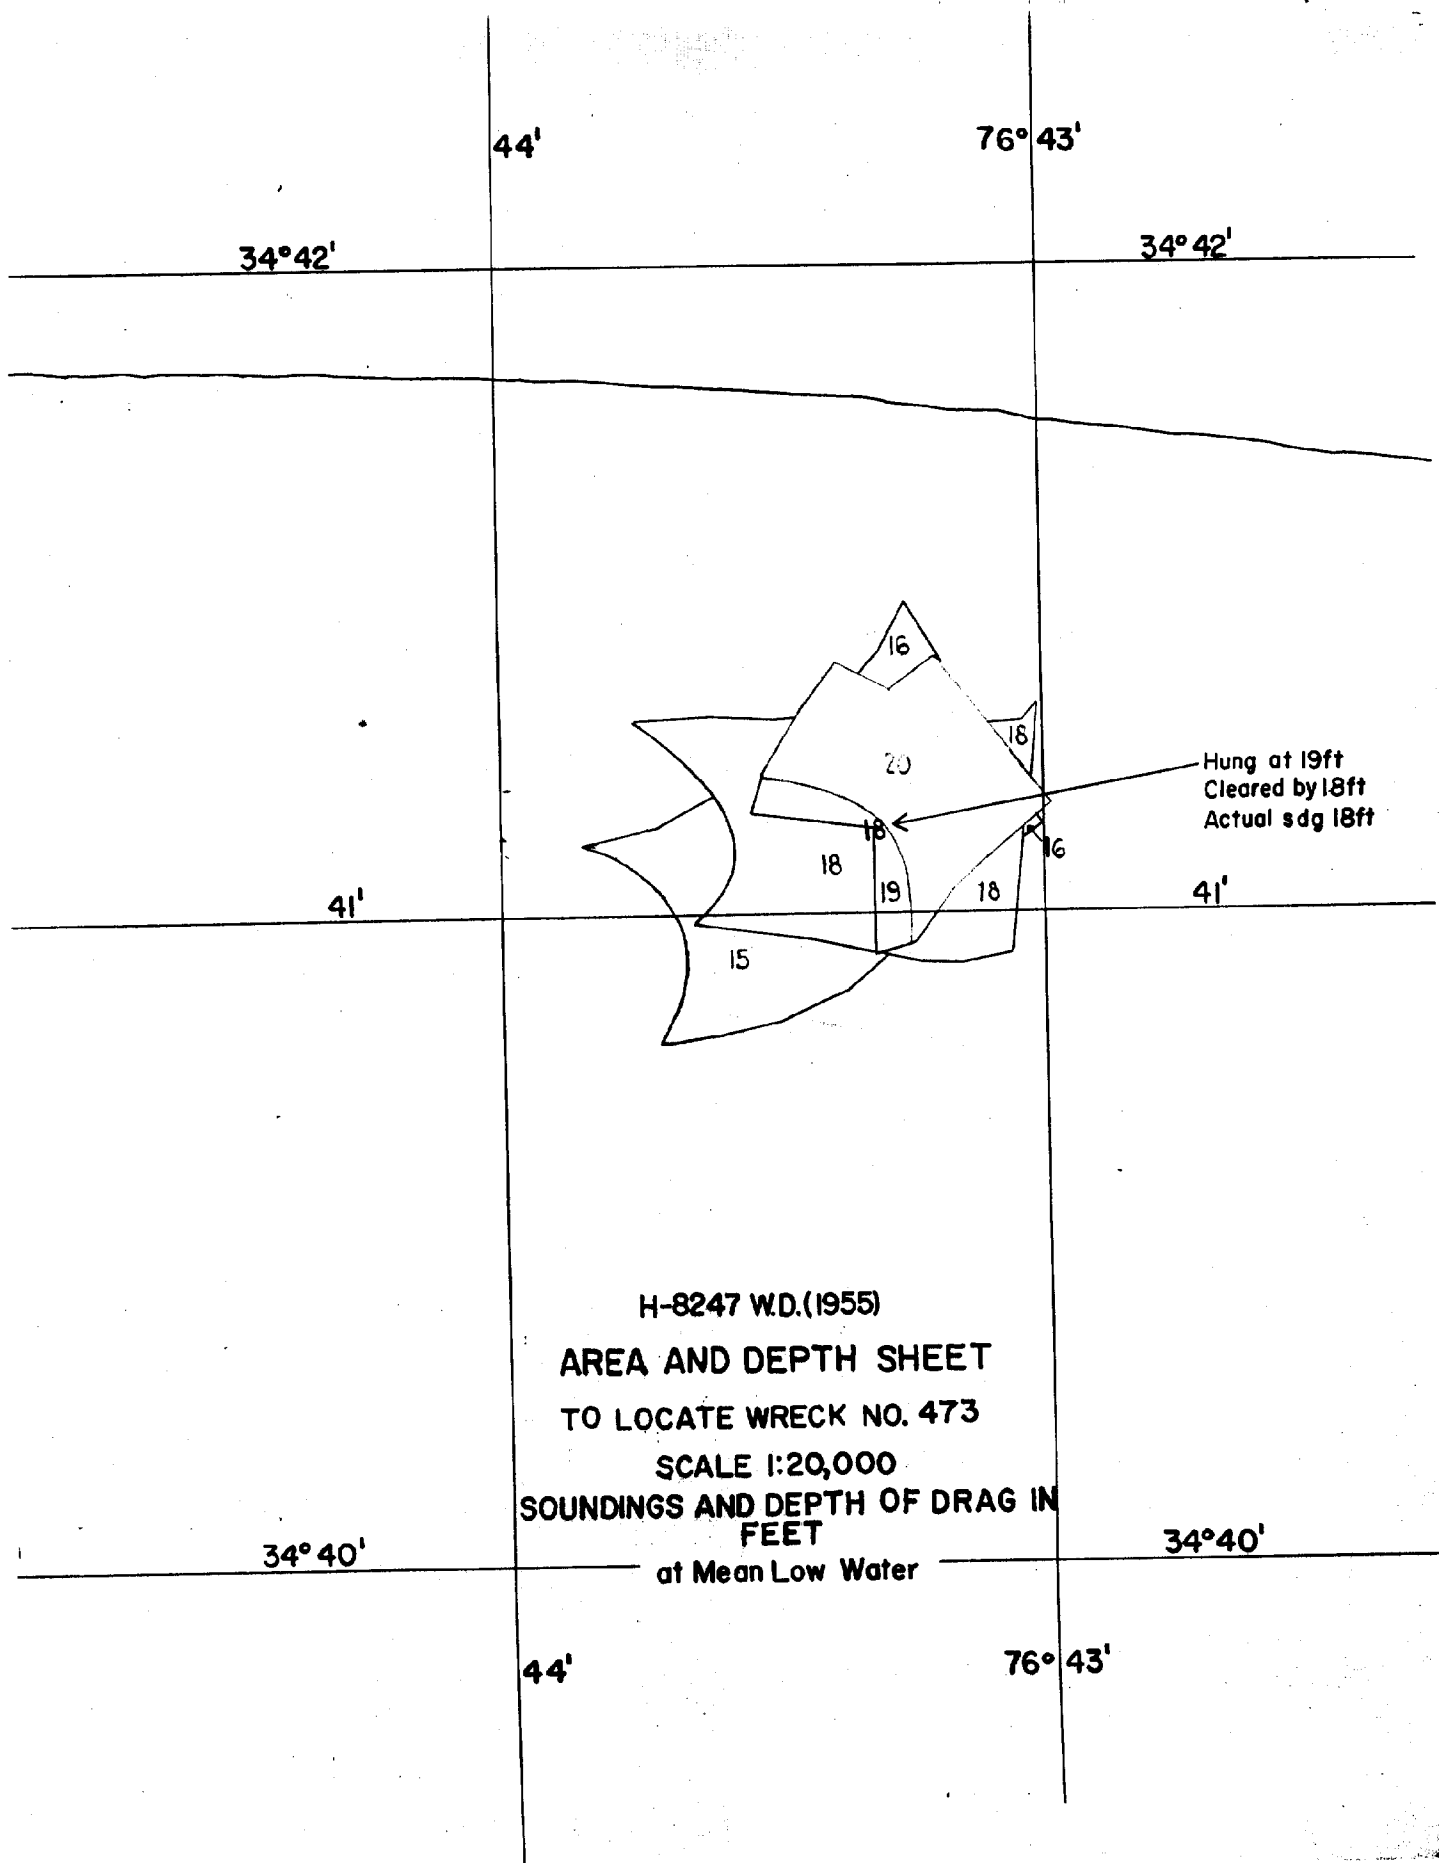 44' 76° 43'
34° 42' 34° 42'
16
18
20
Hung at 19ft
Cleared by 18ft
Actual sdg 18ft
18
16
18
19 18
41' 41'
15
H-8247 W.D. (1955)
AREA AND DEPTH SHEET
TO LOCATE WRECK NO. 473
SCALE 1:20,000
SOUNDINGS AND DEPTH OF DRAG IN
FEET
34° 40' 34° 40'
at Mean Low Water
44' 76° 43'